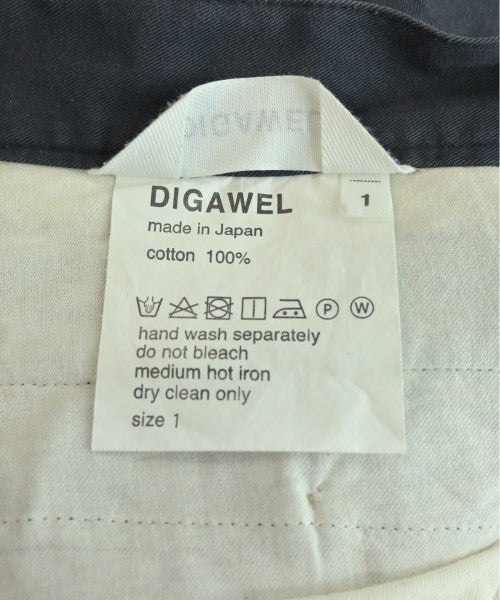 DIGAWEL
DIGAWEL
1
made in Japan
cotton 100%
P W
hand wash separately
do not bleach
medium hot iron
dry clean only
size 1